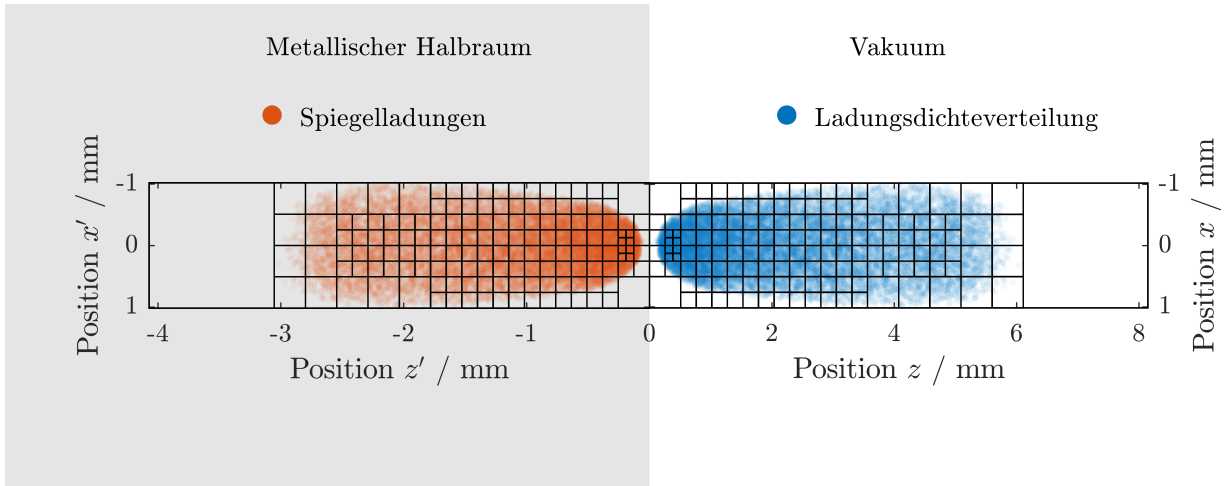 Metallischer Halbraum
Vakuum
Spiegelladungen
Ladungsdichteverteilung
Position x′ / mm
-1
0
1
-4 -3 -2 -1 0 2 4 6 8
Position z′ / mm
Position z / mm
-1
0
1
Position x / mm